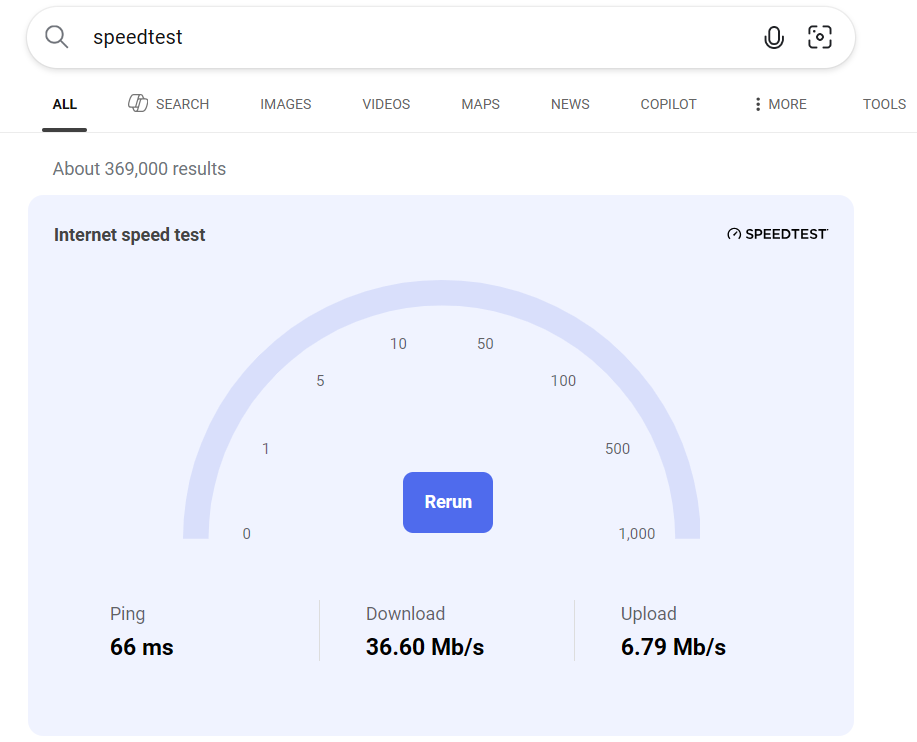 speedtest
ALL SEARCH IMAGES VIDEOS MAPS NEWS COPILOT MORE TOOLS
About 369,000 results
Internet speed test SPEEDTEST
10 50
5 100
1 500
Rerun
0 1,000
Ping Download Upload
66 ms 36.60 Mb/s 6.79 Mb/s